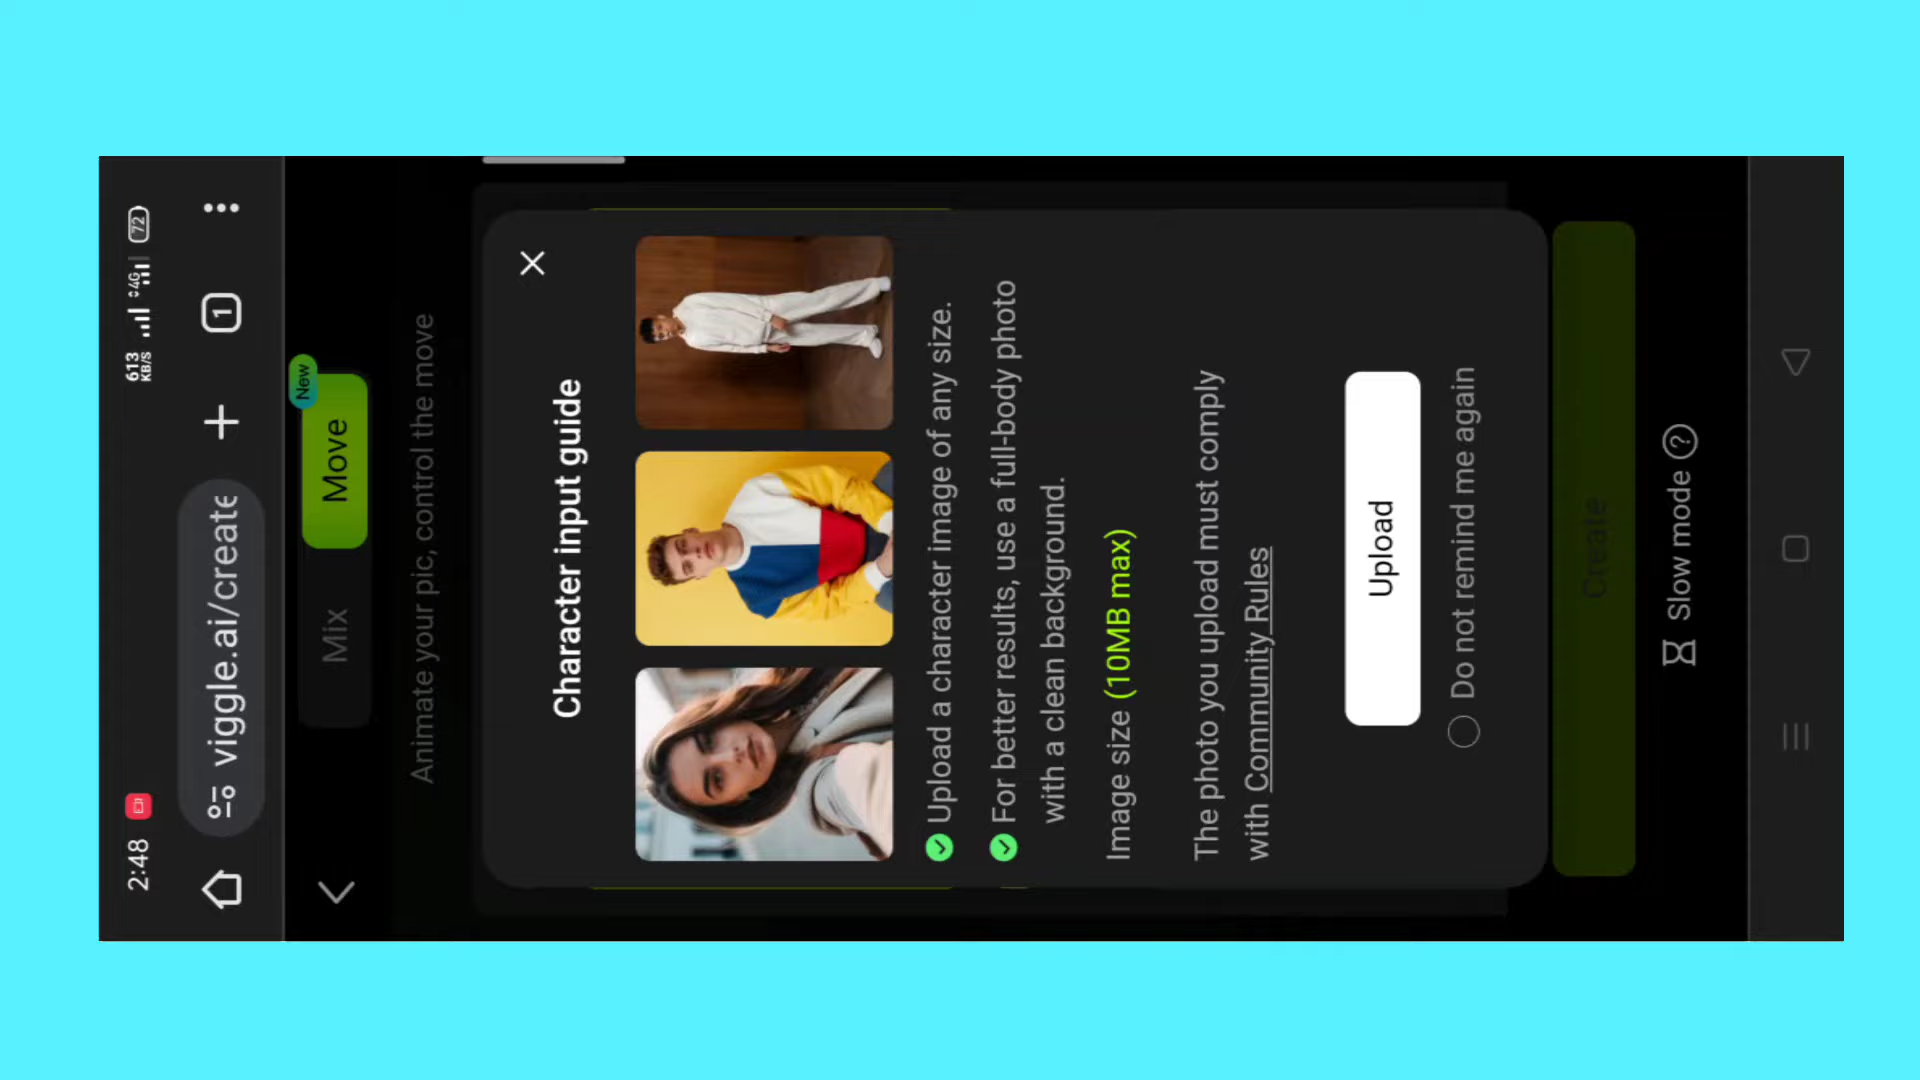 2:48
613
KB/S
4G
72
viggle.ai/create
1
Mix
Move
New
Animate your pic, control the move
Character input guide
Upload a character image of any size.
For better results, use a full-body photo
with a clean background.
Image size (10MB max)
The photo you upload must comply
with Community Rules
Upload
Do not remind me again
Create
Slow mode ?